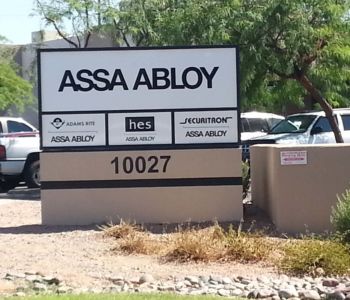 ASSA ABLOY
ADAMS RITE
ASSA ABLOY
hes
ASSA ABLOY
SECURITRON
ASSA ABLOY
10027